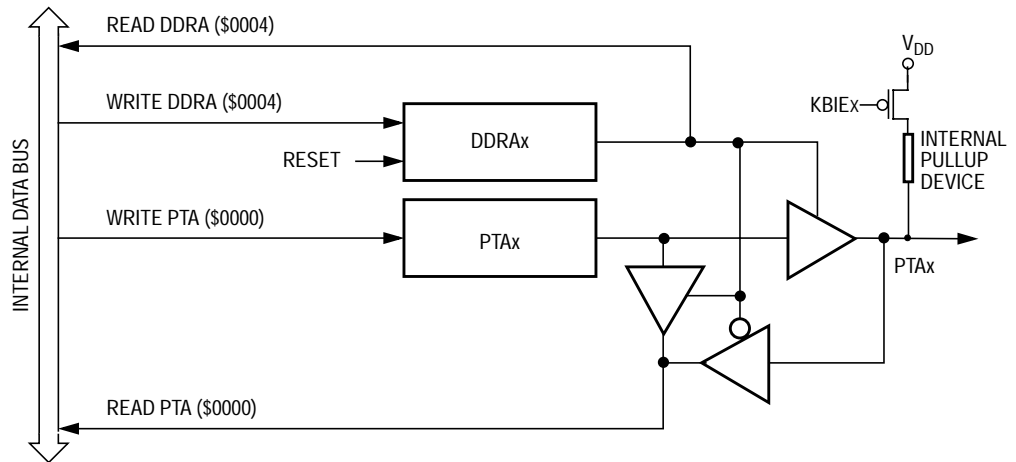 READ DDRA ($0004)
V_DD
WRITE DDRA ($0004)
KBIEx
DDRAx
INTERNAL
PULLUP
DEVICE
RESET
INTERNAL DATA BUS
WRITE PTA ($0000)
PTAx
PTAx
READ PTA ($0000)